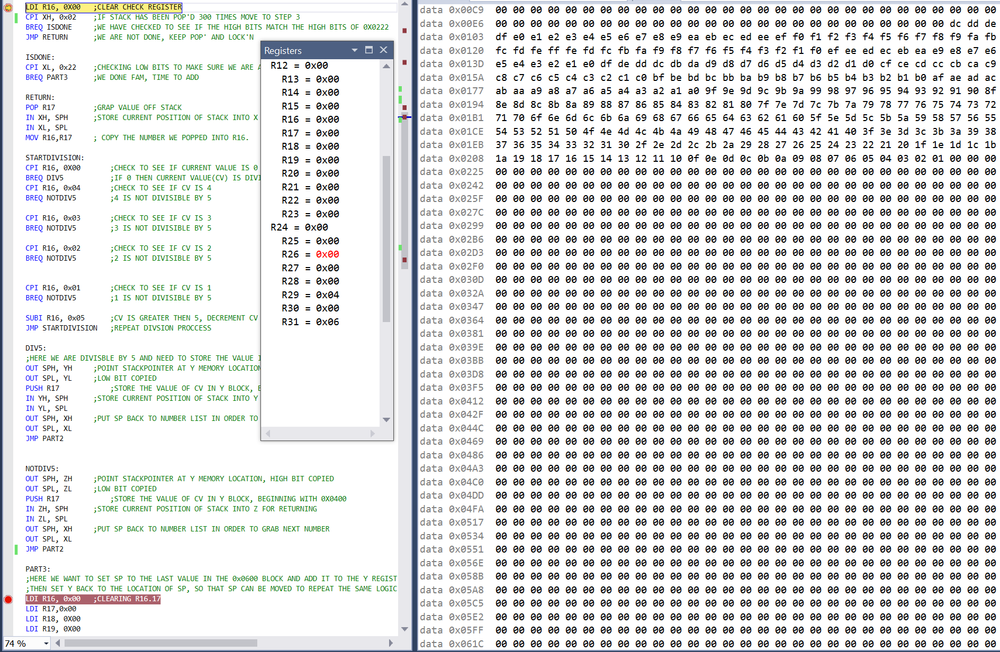 LDI R16, 0X00   ;CLEAR CHECK REGISTER
CPI XH, 0x02    ;IF STACK HAS BEEN POP'D 300 TIMES MOVE TO STEP 3
BREQ ISDONE     ;WE HAVE CHECKED TO SEE IF THE HIGH BITS MATCH THE HIGH BITS OF 0X0222
JMP RETURN      ;WE ARE NOT DONE, KEEP POP' AND LOCK'N
ISDONE:
CPI XL, 0x22    ;CHECKING LOW BITS TO MAKE SURE WE ARE
BREQ PART3      ;WE DONE FAM, TIME TO ADD
RETURN:
POP R17         ;GRAP VALUE OFF STACK
IN XH, SPH      ;STORE CURRENT POSITION OF STACK INTO X
IN XL, SPL
MOV R16,R17     ; COPY THE NUMBER WE POPPED INTO R16.
STARTDIVISION:
CPI R16, 0X00       ;CHECK TO SEE IF CURRENT VALUE IS 0
BREQ DIV5           ;IF 0 THEN CURRENT VALUE(CV) IS DIVI
CPI R16, 0x04       ;CHECK TO SEE IF CV IS 4
BREQ NOTDIV5        ;4 IS NOT DIVISIBLE BY 5
CPI R16, 0x03       ;CHECK TO SEE IF CV IS 3
BREQ NOTDIV5        ;3 IS NOT DIVISIBLE BY 5
CPI R16, 0x02       ;CHECK TO SEE IF CV IS 2
BREQ NOTDIV5        ;2 IS NOT DIVISIBLE BY 5
CPI R16, 0x01       ;CHECK TO SEE IF CV IS 1
BREQ NOTDIV5        ;1 IS NOT DIVISIBLE BY 5
SUBI R16, 0x05      ;CV IS GREATER THEN 5, DECREMENT CV
JMP STARTDIVISION   ;REPEAT DIVSION PROCCESS
DIV5:
;HERE WE ARE DIVISBLE BY 5 AND NEED TO STORE THE VALUE
OUT SPH, YH     ;POINT STACKPOINTER AT Y MEMORY LOCATION
OUT SPL, YL     ;LOW BIT COPIED
PUSH R17            ;STORE THE VALUE OF CV IN Y BLOCK,
IN YH, SPH      ;STORE CURRENT POSITION OF STACK INTO Y
IN YL, SPL
OUT SPH, XH     ;PUT SP BACK TO NUMBER LIST IN ORDER TO
OUT SPL, XL
JMP PART2
NOTDIV5:
OUT SPH, ZH     ;POINT STACKPOINTER AT Y MEMORY LOCATION, HIGH BIT COPIED
OUT SPL, ZL     ;LOW BIT COPIED
PUSH R17            ;STORE THE VALUE OF CV IN Y BLOCK, BEGINNING WITH 0X0400
IN ZH, SPH      ;STORE CURRENT POSITION OF STACK INTO Z FOR RETURNING
IN ZL, SPL
OUT SPH, XH     ;PUT SP BACK TO NUMBER LIST IN ORDER TO GRAB NEXT NUMBER
OUT SPL, XL
JMP PART2
PART3:
;HERE WE WANT TO SET SP TO THE LAST VALUE IN THE 0x0600 BLOCK AND ADD IT TO THE Y REGIST
;THEN SET Y BACK TO THE LOCATION OF SP, SO THAT SP CAN BE MOVED TO REPEAT THE SAME LOGIC
LDI R16, 0x00   ;CLEARING R16.17
LDI R17,0x00
LDI R18, 0X00
LDI R19, 0X00
74 %
Registers
R12 = 0x00
R13 = 0x00
R14 = 0x00
R15 = 0x00
R16 = 0x00
R17 = 0x00
R18 = 0x00
R19 = 0x00
R20 = 0x00
R21 = 0x00
R22 = 0x00
R23 = 0x00
R24 = 0x00
R25 = 0x00
R26 = 0x00
R27 = 0x00
R28 = 0x00
R29 = 0x04
R30 = 0x00
R31 = 0x06
data 0x00C9  00 00 00 00 00 00 00 00 00 00 00 00 00 00 00 00 00 00 00 00 00 00 00 00 00 00 00 00 00
data 0x00E6  00 00 00 00 00 00 00 00 00 00 00 00 00 00 00 00 00 00 00 00 00 00 00 00 00 00 dc dd de
data 0x0103  df e0 e1 e2 e3 e4 e5 e6 e7 e8 e9 ea eb ec ed ee ef f0 f1 f2 f3 f4 f5 f6 f7 f8 f9 fa fb
data 0x0120  fc fd fe ff fe fd fc fb fa f9 f8 f7 f6 f5 f4 f3 f2 f1 f0 ef ee ed ec eb ea e9 e8 e7 e6
data 0x013D  e5 e4 e3 e2 e1 e0 df de dd dc db da d9 d8 d7 d6 d5 d4 d3 d2 d1 d0 cf ce cd cc cb ca c9
data 0x015A  c8 c7 c6 c5 c4 c3 c2 c1 c0 bf be bd bc bb ba b9 b8 b7 b6 b5 b4 b3 b2 b1 b0 af ae ad ac
data 0x0177  ab aa a9 a8 a7 a6 a5 a4 a3 a2 a1 a0 9f 9e 9d 9c 9b 9a 99 98 97 96 95 94 93 92 91 90 8f
data 0x0194  8e 8d 8c 8b 8a 89 88 87 86 85 84 83 82 81 80 7f 7e 7d 7c 7b 7a 79 78 77 76 75 74 73 72
data 0x01B1  71 70 6f 6e 6d 6c 6b 6a 69 68 67 66 65 64 63 62 61 60 5f 5e 5d 5c 5b 5a 59 58 57 56 55
data 0x01CE  54 53 52 51 50 4f 4e 4d 4c 4b 4a 49 48 47 46 45 44 43 42 41 40 3f 3e 3d 3c 3b 3a 39 38
data 0x01EB  37 36 35 34 33 32 31 30 2f 2e 2d 2c 2b 2a 29 28 27 26 25 24 23 22 21 20 1f 1e 1d 1c 1b
data 0x0208  1a 19 18 17 16 15 14 13 12 11 10 0f 0e 0d 0c 0b 0a 09 08 07 06 05 04 03 02 01 00 00 00
data 0x0225  00 00 00 00 00 00 00 00 00 00 00 00 00 00 00 00 00 00 00 00 00 00 00 00 00 00 00 00 00
data 0x0242  00 00 00 00 00 00 00 00 00 00 00 00 00 00 00 00 00 00 00 00 00 00 00 00 00 00 00 00 00
data 0x025F  00 00 00 00 00 00 00 00 00 00 00 00 00 00 00 00 00 00 00 00 00 00 00 00 00 00 00 00 00
data 0x027C  00 00 00 00 00 00 00 00 00 00 00 00 00 00 00 00 00 00 00 00 00 00 00 00 00 00 00 00 00
data 0x0299  00 00 00 00 00 00 00 00 00 00 00 00 00 00 00 00 00 00 00 00 00 00 00 00 00 00 00 00 00
data 0x02B6  00 00 00 00 00 00 00 00 00 00 00 00 00 00 00 00 00 00 00 00 00 00 00 00 00 00 00 00 00
data 0x02D3  00 00 00 00 00 00 00 00 00 00 00 00 00 00 00 00 00 00 00 00 00 00 00 00 00 00 00 00 00
data 0x02F0  00 00 00 00 00 00 00 00 00 00 00 00 00 00 00 00 00 00 00 00 00 00 00 00 00 00 00 00 00
data 0x030D  00 00 00 00 00 00 00 00 00 00 00 00 00 00 00 00 00 00 00 00 00 00 00 00 00 00 00 00 00
data 0x032A  00 00 00 00 00 00 00 00 00 00 00 00 00 00 00 00 00 00 00 00 00 00 00 00 00 00 00 00 00
data 0x0347  00 00 00 00 00 00 00 00 00 00 00 00 00 00 00 00 00 00 00 00 00 00 00 00 00 00 00 00 00
data 0x0364  00 00 00 00 00 00 00 00 00 00 00 00 00 00 00 00 00 00 00 00 00 00 00 00 00 00 00 00 00
data 0x0381  00 00 00 00 00 00 00 00 00 00 00 00 00 00 00 00 00 00 00 00 00 00 00 00 00 00 00 00 00
data 0x039E  00 00 00 00 00 00 00 00 00 00 00 00 00 00 00 00 00 00 00 00 00 00 00 00 00 00 00 00 00
data 0x03BB  00 00 00 00 00 00 00 00 00 00 00 00 00 00 00 00 00 00 00 00 00 00 00 00 00 00 00 00 00
data 0x03D8  00 00 00 00 00 00 00 00 00 00 00 00 00 00 00 00 00 00 00 00 00 00 00 00 00 00 00 00 00
data 0x03F5  00 00 00 00 00 00 00 00 00 00 00 00 00 00 00 00 00 00 00 00 00 00 00 00 00 00 00 00 00
data 0x0412  00 00 00 00 00 00 00 00 00 00 00 00 00 00 00 00 00 00 00 00 00 00 00 00 00 00 00 00 00
data 0x042F  00 00 00 00 00 00 00 00 00 00 00 00 00 00 00 00 00 00 00 00 00 00 00 00 00 00 00 00 00
data 0x044C  00 00 00 00 00 00 00 00 00 00 00 00 00 00 00 00 00 00 00 00 00 00 00 00 00 00 00 00 00
data 0x0469  00 00 00 00 00 00 00 00 00 00 00 00 00 00 00 00 00 00 00 00 00 00 00 00 00 00 00 00 00
data 0x0486  00 00 00 00 00 00 00 00 00 00 00 00 00 00 00 00 00 00 00 00 00 00 00 00 00 00 00 00 00
data 0x04A3  00 00 00 00 00 00 00 00 00 00 00 00 00 00 00 00 00 00 00 00 00 00 00 00 00 00 00 00 00
data 0x04C0  00 00 00 00 00 00 00 00 00 00 00 00 00 00 00 00 00 00 00 00 00 00 00 00 00 00 00 00 00
data 0x04DD  00 00 00 00 00 00 00 00 00 00 00 00 00 00 00 00 00 00 00 00 00 00 00 00 00 00 00 00 00
data 0x04FA  00 00 00 00 00 00 00 00 00 00 00 00 00 00 00 00 00 00 00 00 00 00 00 00 00 00 00 00 00
data 0x0517  00 00 00 00 00 00 00 00 00 00 00 00 00 00 00 00 00 00 00 00 00 00 00 00 00 00 00 00 00
data 0x0534  00 00 00 00 00 00 00 00 00 00 00 00 00 00 00 00 00 00 00 00 00 00 00 00 00 00 00 00 00
data 0x0551  00 00 00 00 00 00 00 00 00 00 00 00 00 00 00 00 00 00 00 00 00 00 00 00 00 00 00 00 00
data 0x056E  00 00 00 00 00 00 00 00 00 00 00 00 00 00 00 00 00 00 00 00 00 00 00 00 00 00 00 00 00
data 0x058B  00 00 00 00 00 00 00 00 00 00 00 00 00 00 00 00 00 00 00 00 00 00 00 00 00 00 00 00 00
data 0x05A8  00 00 00 00 00 00 00 00 00 00 00 00 00 00 00 00 00 00 00 00 00 00 00 00 00 00 00 00 00
data 0x05C5  00 00 00 00 00 00 00 00 00 00 00 00 00 00 00 00 00 00 00 00 00 00 00 00 00 00 00 00 00
data 0x05E2  00 00 00 00 00 00 00 00 00 00 00 00 00 00 00 00 00 00 00 00 00 00 00 00 00 00 00 00 00
data 0x05FF  00 00 00 00 00 00 00 00 00 00 00 00 00 00 00 00 00 00 00 00 00 00 00 00 00 00 00 00 00
data 0x061C  00 00 00 00 00 00 00 00 00 00 00 00 00 00 00 00 00 00 00 00 00 00 00 00 00 00 00 00 00